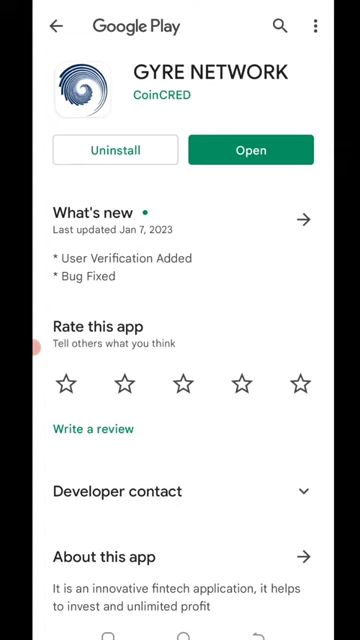 Google Play
GYRE NETWORK
CoinCRED
Uninstall
Open
What's new
Last updated Jan 7, 2023
* User Verification Added
* Bug Fixed
Rate this app
Tell others what you think
Write a review
Developer contact
About this app
It is an innovative fintech application, it helps
to invest and unlimited profit